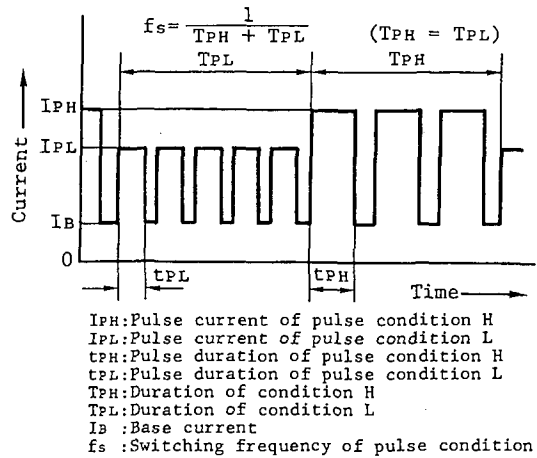 fs= 1 / TPH + TPL
(TPH = TPL)
TPL
TPH
IPH
IPL
IB
0
Current
tPL
tPH
Time
IPH:Pulse current of pulse condition H
IPL:Pulse current of pulse condition L
tPH:Pulse duration of pulse condition H
tPL:Pulse duration of pulse condition L
TPH:Duration of condition H
TPL:Duration of condition L
IB :Base current
fs :Switching frequency of pulse condition